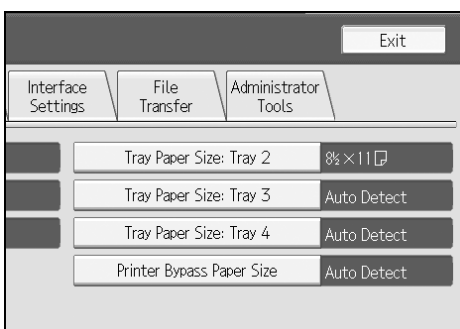 Exit
Interface
Settings
File
Transfer
Administrator
Tools
Tray Paper Size: Tray 2 8½×11
Tray Paper Size: Tray 3 Auto Detect
Tray Paper Size: Tray 4 Auto Detect
Printer Bypass Paper Size Auto Detect